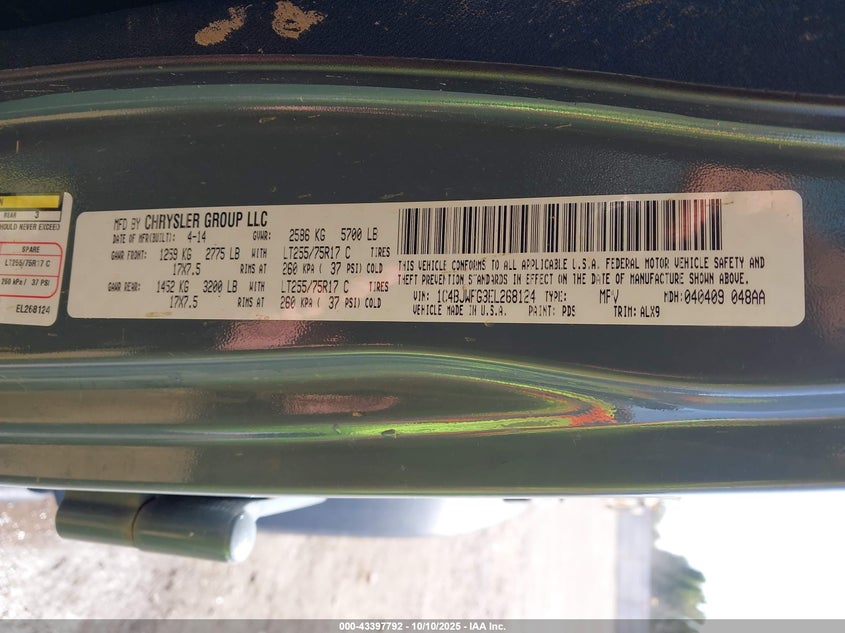 N
REAR 3
OULD NEVER EXCEED
SPARE
LT255/75R17 C
260 kPa/ 37 PSI
EL268124
MFD BY CHRYSLER GROUP LLC
DATE OF MFR(BUILT): 4-14 GVWR: 2586 KG 5700 LB
GAWR FRONT: 1259 KG 2775 LB WITH LT255/75R17 C TIRES
17X7.5 RIMS AT 260 KPA ( 37 PSI) COLD
GAWR REAR: 1452 KG 3200 LB WITH LT255/75R17 C TIRES
17X7.5 RIMS AT 260 KPA ( 37 PSI) COLD
THIS VEHICLE CONFORMS TO ALL APPLICABLE U.S.A. FEDERAL MOTOR VEHICLE SAFETY AND
THEFT PREVENTION STANDARDS IN EFFECT ON THE DATE OF MANUFACTURE SHOWN ABOVE.
VIN: 1C4BJWFG3EL268124 TYPE: MPV MDH: 040409 048AA
VEHICLE MADE IN U.S.A. PAINT: PDS TRIM: ALX9
000-43397792 - 10/10/2025 - IAA Inc.